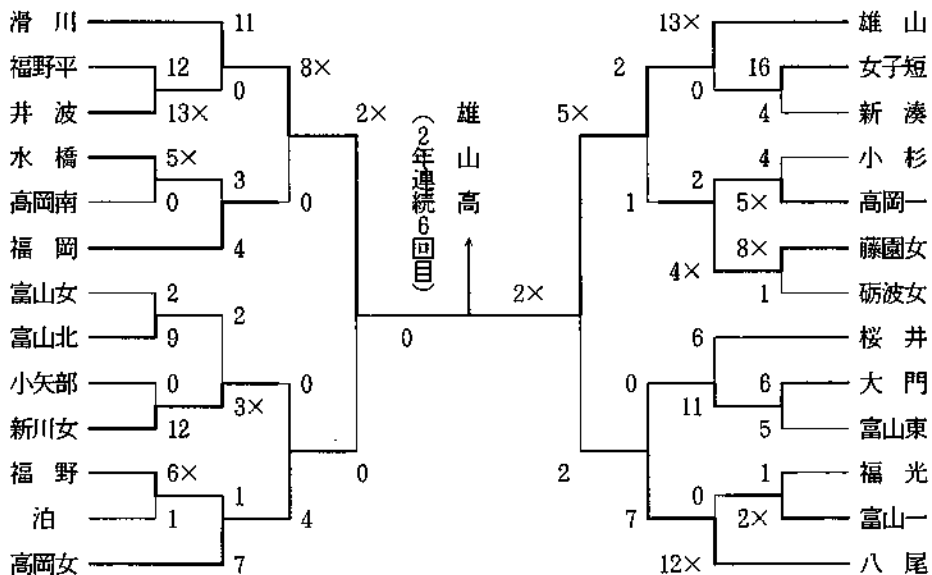 滑川 11
福野平 12
0
井波 13×
8×
水橋 5×
高岡南 0
3
0
福岡 4
2×
富山女 2
富山北 9
2
小矢部 0
新川女 12
3×
0
福野 6×
泊 1
1
4
高岡女 7
0
0
雄山高
(2年連続6回目)
2×
13× 雄山
16 女子短
0
4 新湊
2
5×
4 小杉
5× 高岡一
2
1
8× 藤園女
1 砺波女
4×
6 桜井
6 大門
11
5 富山東
0
2
1 福光
2× 富山一
0
7
12× 八尾